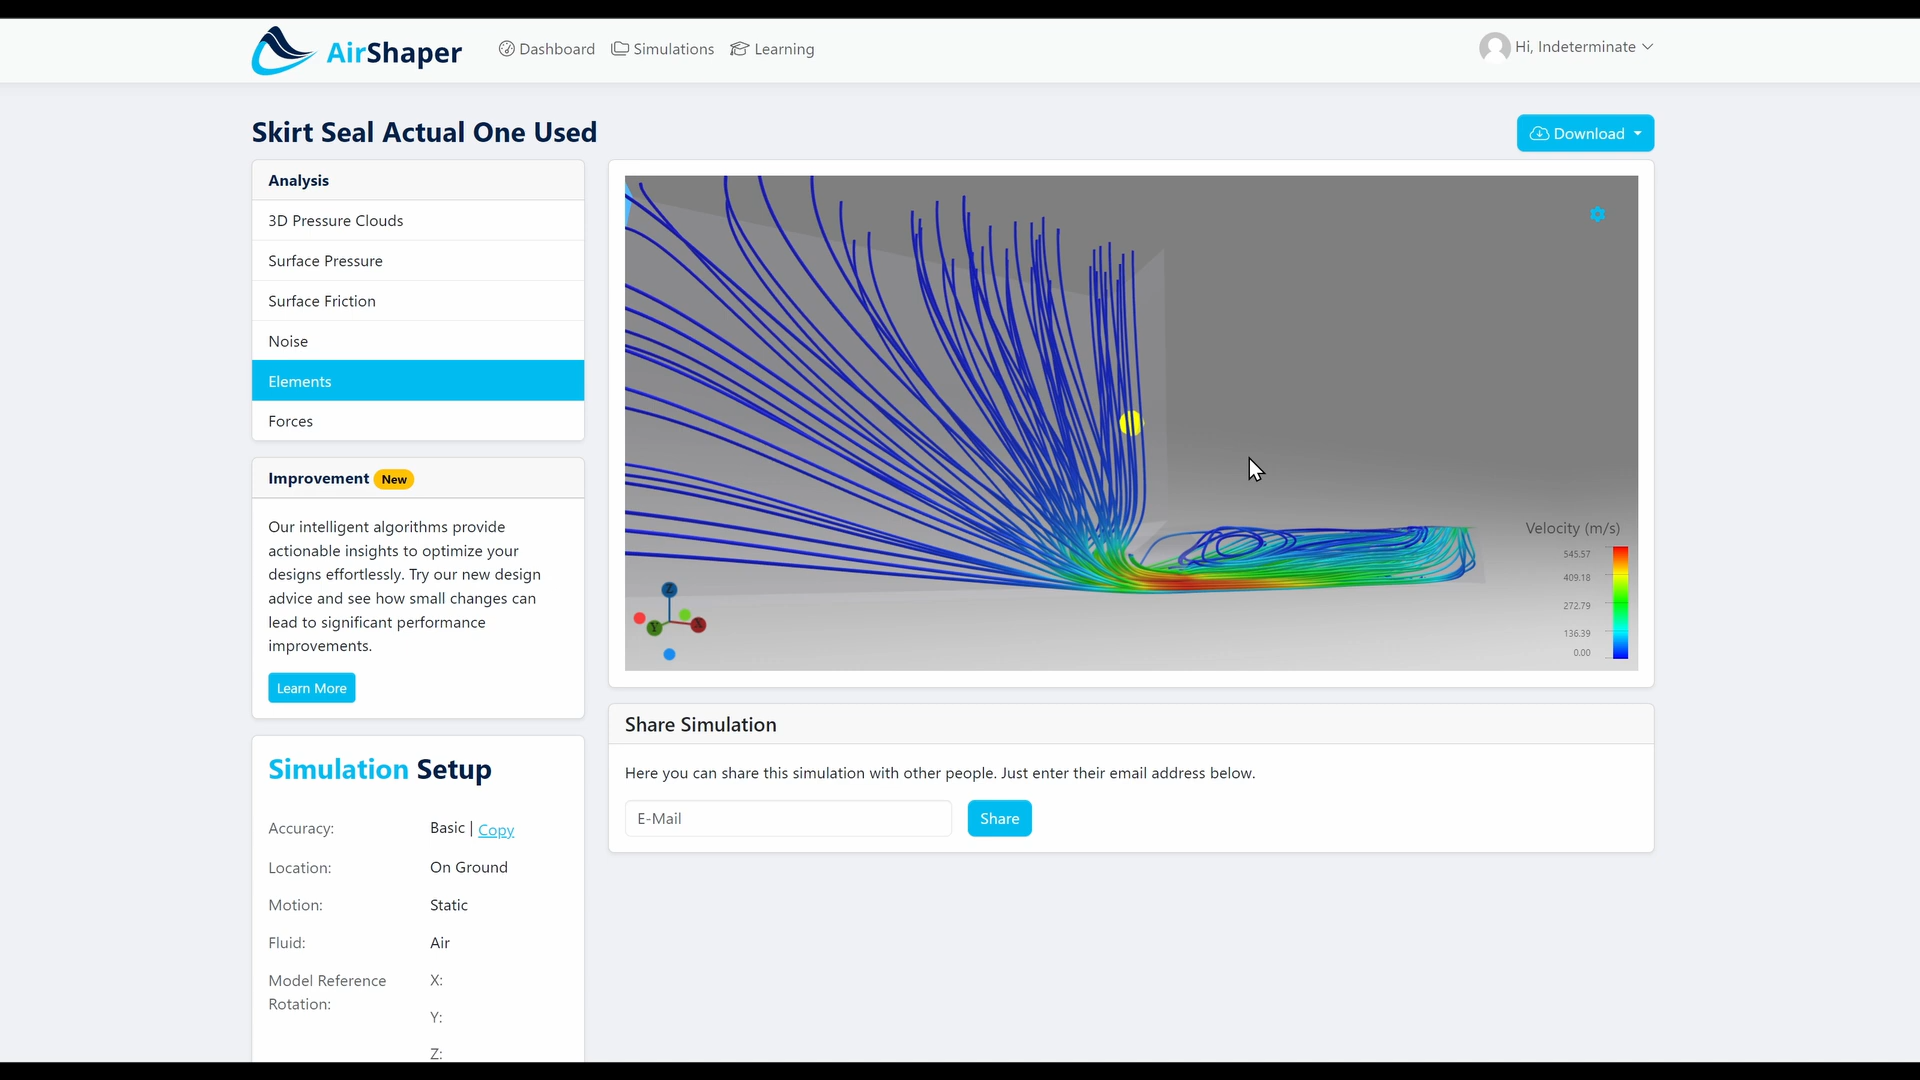 AirShaper
Dashboard
Simulations
Learning
Hi, Indeterminate
Skirt Seal Actual One Used
Download
Analysis
3D Pressure Clouds
Surface Pressure
Surface Friction
Noise
Elements
Forces
Improvement New
Our intelligent algorithms provide
actionable insights to optimize your
designs effortlessly. Try our new design
advice and see how small changes can
lead to significant performance
improvements.
Learn More
Simulation Setup
Accuracy: Basic | Copy
Location: On Ground
Motion: Static
Fluid: Air
Model Reference X:
Rotation:
Y:
Z:
Velocity (m/s)
545.57
409.18
272.79
136.39
0.00
Z
Y
X
Share Simulation
Here you can share this simulation with other people. Just enter their email address below.
E-Mail
Share